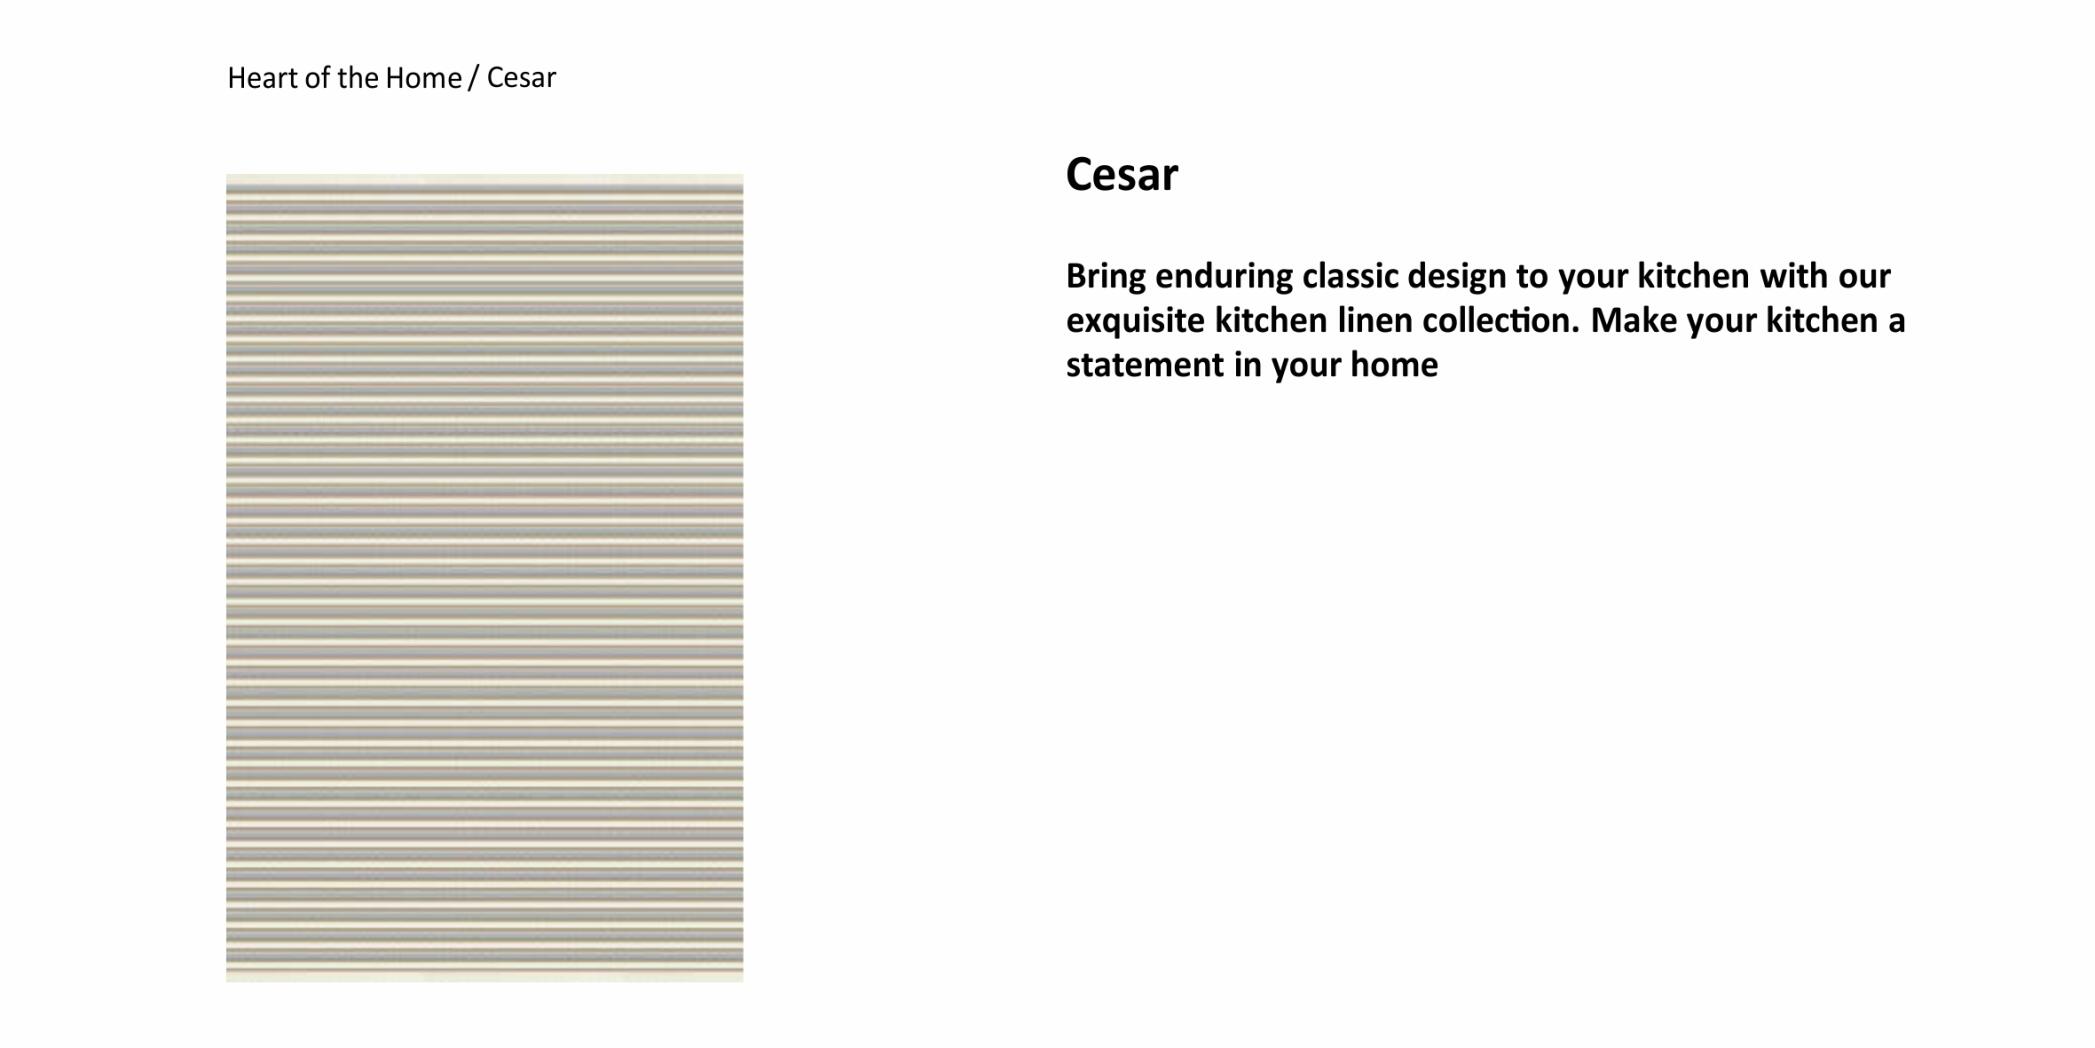 Heart of the Home / Cesar
Cesar
Bring enduring classic design to your kitchen with our
exquisite kitchen linen collection. Make your kitchen a
statement in your home